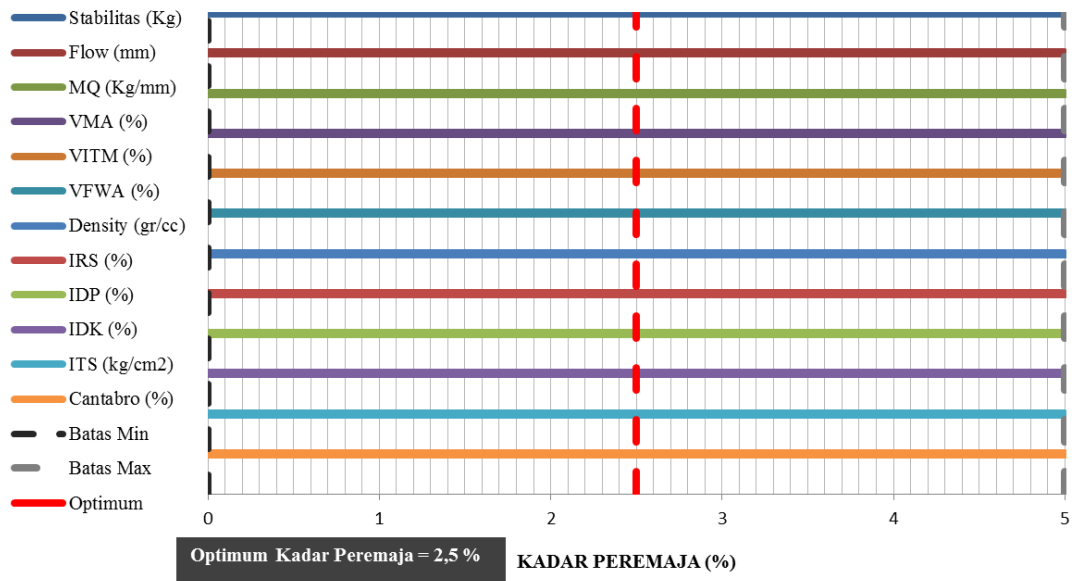 Stabilitas (Kg)
Flow (mm)
MQ (Kg/mm)
VMA (%)
VITM (%)
VFWA (%)
Density (gr/cc)
IRS (%)
IDP (%)
IDK (%)
ITS (kg/cm2)
Cantabro (%)
Batas Min
Batas Max
Optimum
0 1 2 3 4 5
Optimum Kadar Peremaja = 2,5 %
KADAR PEREMAJA (%)